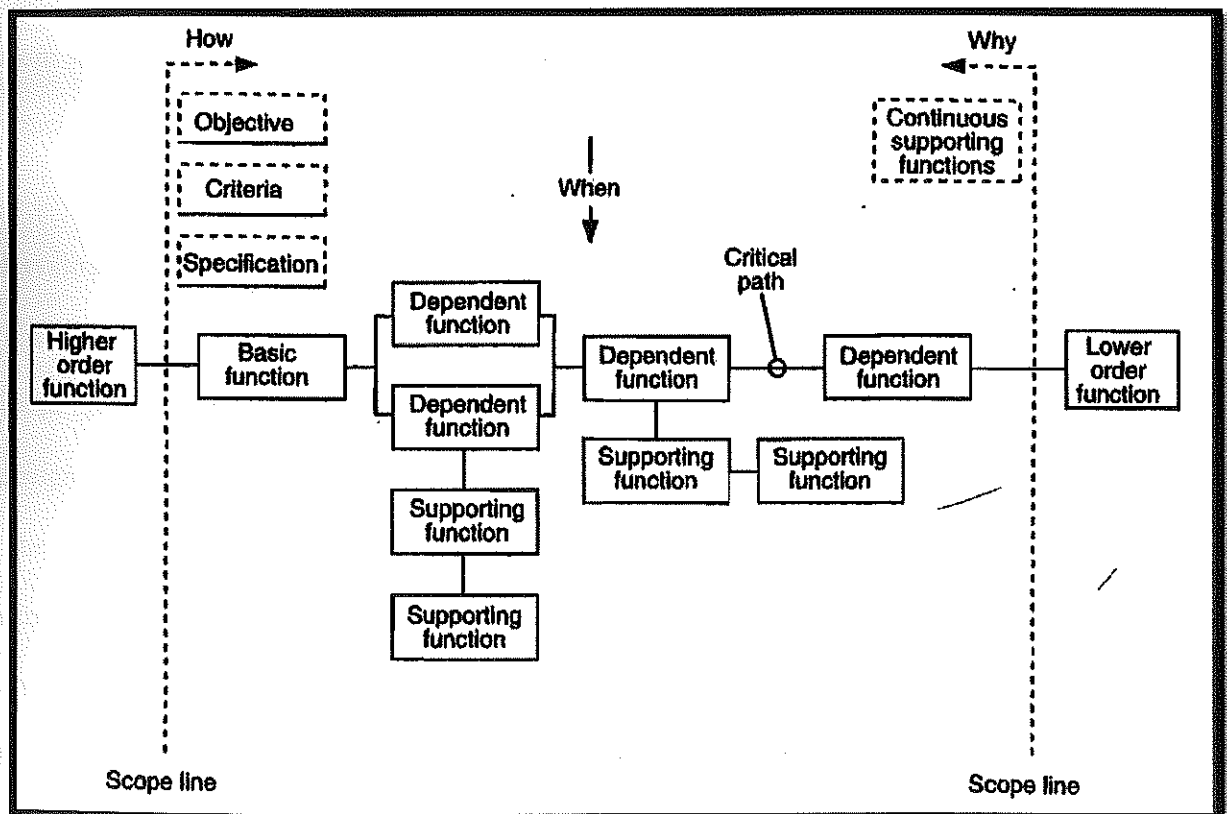 How
Why
Objective
Criteria
Specification
When
Continuous
supporting
functions
Critical
path
Higher
order
function
Basic
function
Dependent
function
Dependent
function
Dependent
function
Dependent
function
Lower
order
function
Supporting
function
Supporting
function
Supporting
function
Supporting
function
Scope line
Scope line